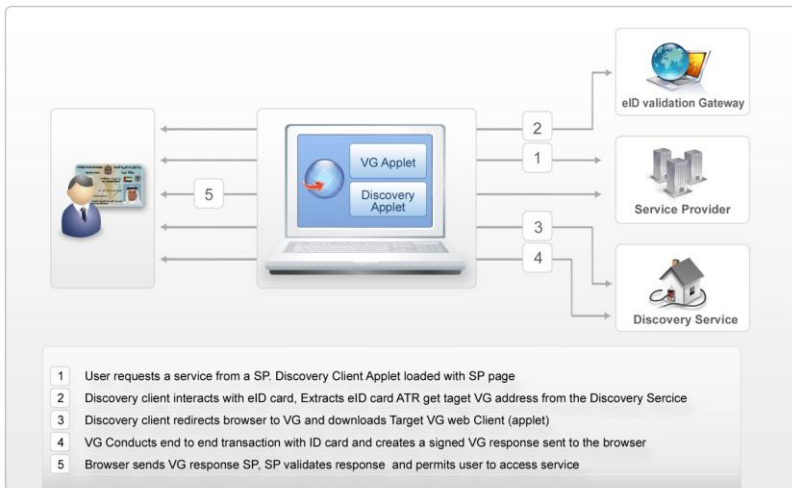 eID validation Gateway
2
1
VG Applet
Discovery
Applet
5
Service Provider
3
4
Discovery Service
1 User requests a service from a SP. Discovery Client Applet loaded with SP page
2 Discovery client interacts with eID card, Extracts eID card ATR get taget VG address from the Discovery Sercice
3 Discovery client redirects browser to VG and downloads Target VG web Client (applet)
4 VG Conducts end to end transaction with ID card and creates a signed VG response sent to the browser
5 Browser sends VG response SP, SP validates response and permits user to access service